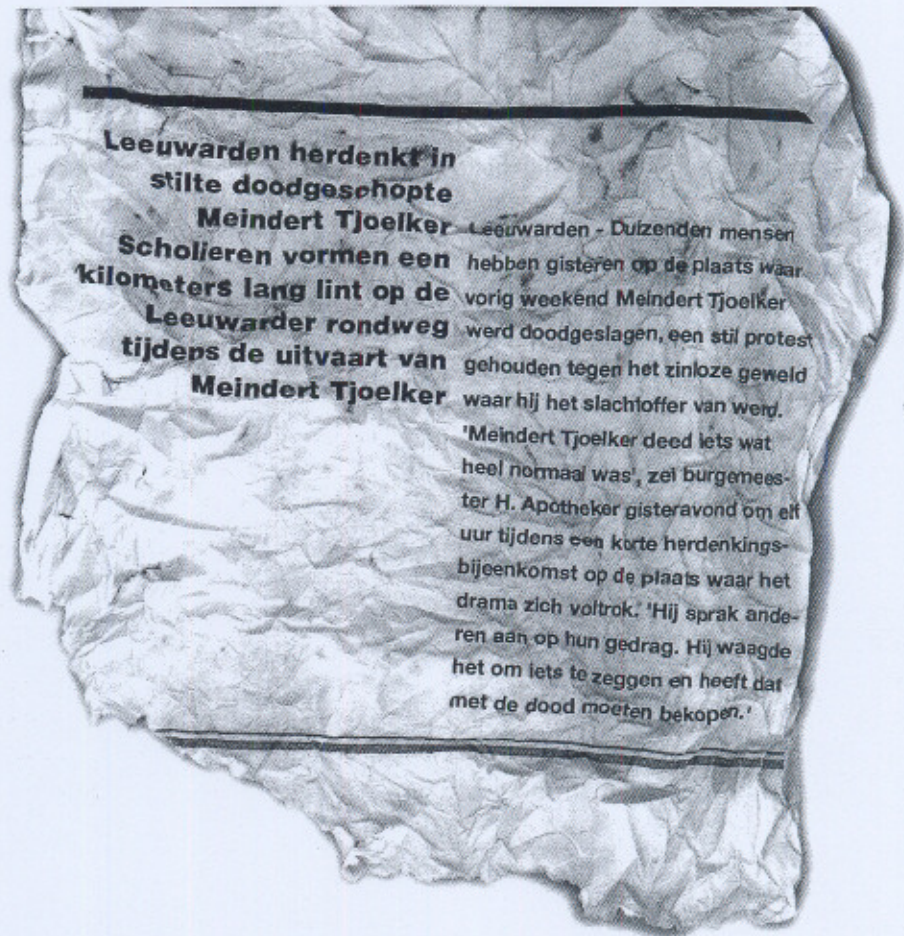 Leeuwarden herdenkt in
stilte doodgeschopte
Meindert Tjoelker
Scholieren vormen een
kilometers lang lint op de
Leeuwarder rondweg
tijdens de uitvaart van
Meindert Tjoelker
Leeuwarden - Duizenden mensen
hebben gisteren op de plaats waar
vorig weekend Meindert Tjoelker
werd doodgeslagen, een stil protest
gehouden tegen het zinloze geweld
waar hij het slachtoffer van werd.
'Meindert Tjoelker deed iets wat
heel normaal was', zei burgemees-
ter H. Apotheker gisteravond om elf
uur tijdens een korte herdenkings-
bijeenkomst op de plaats waar het
drama zich voltrok. 'Hij sprak ande-
ren aan op hun gedrag. Hij waagde
het om iets te zeggen en heeft dat
met de dood moeten bekopen.'